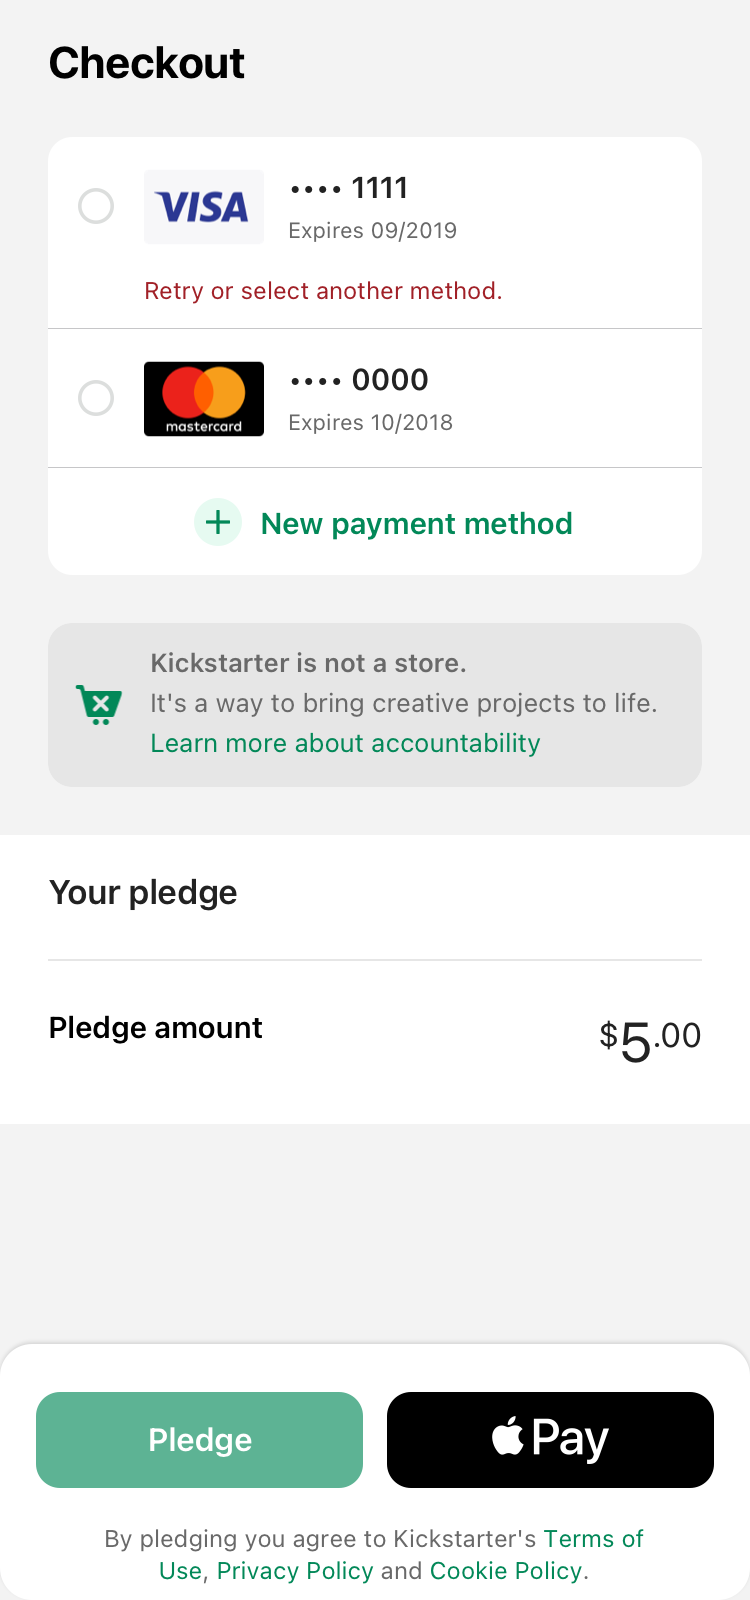 Checkout
VISA
•••• 1111
Expires 09/2019
Retry or select another method.
•••• 0000
mastercard
Expires 10/2018
+ New payment method
Kickstarter is not a store.
It's a way to bring creative projects to life.
Learn more about accountability
Your pledge
Pledge amount
$5.00
Pledge
Pay
By pledging you agree to Kickstarter's Terms of
Use, Privacy Policy and Cookie Policy.